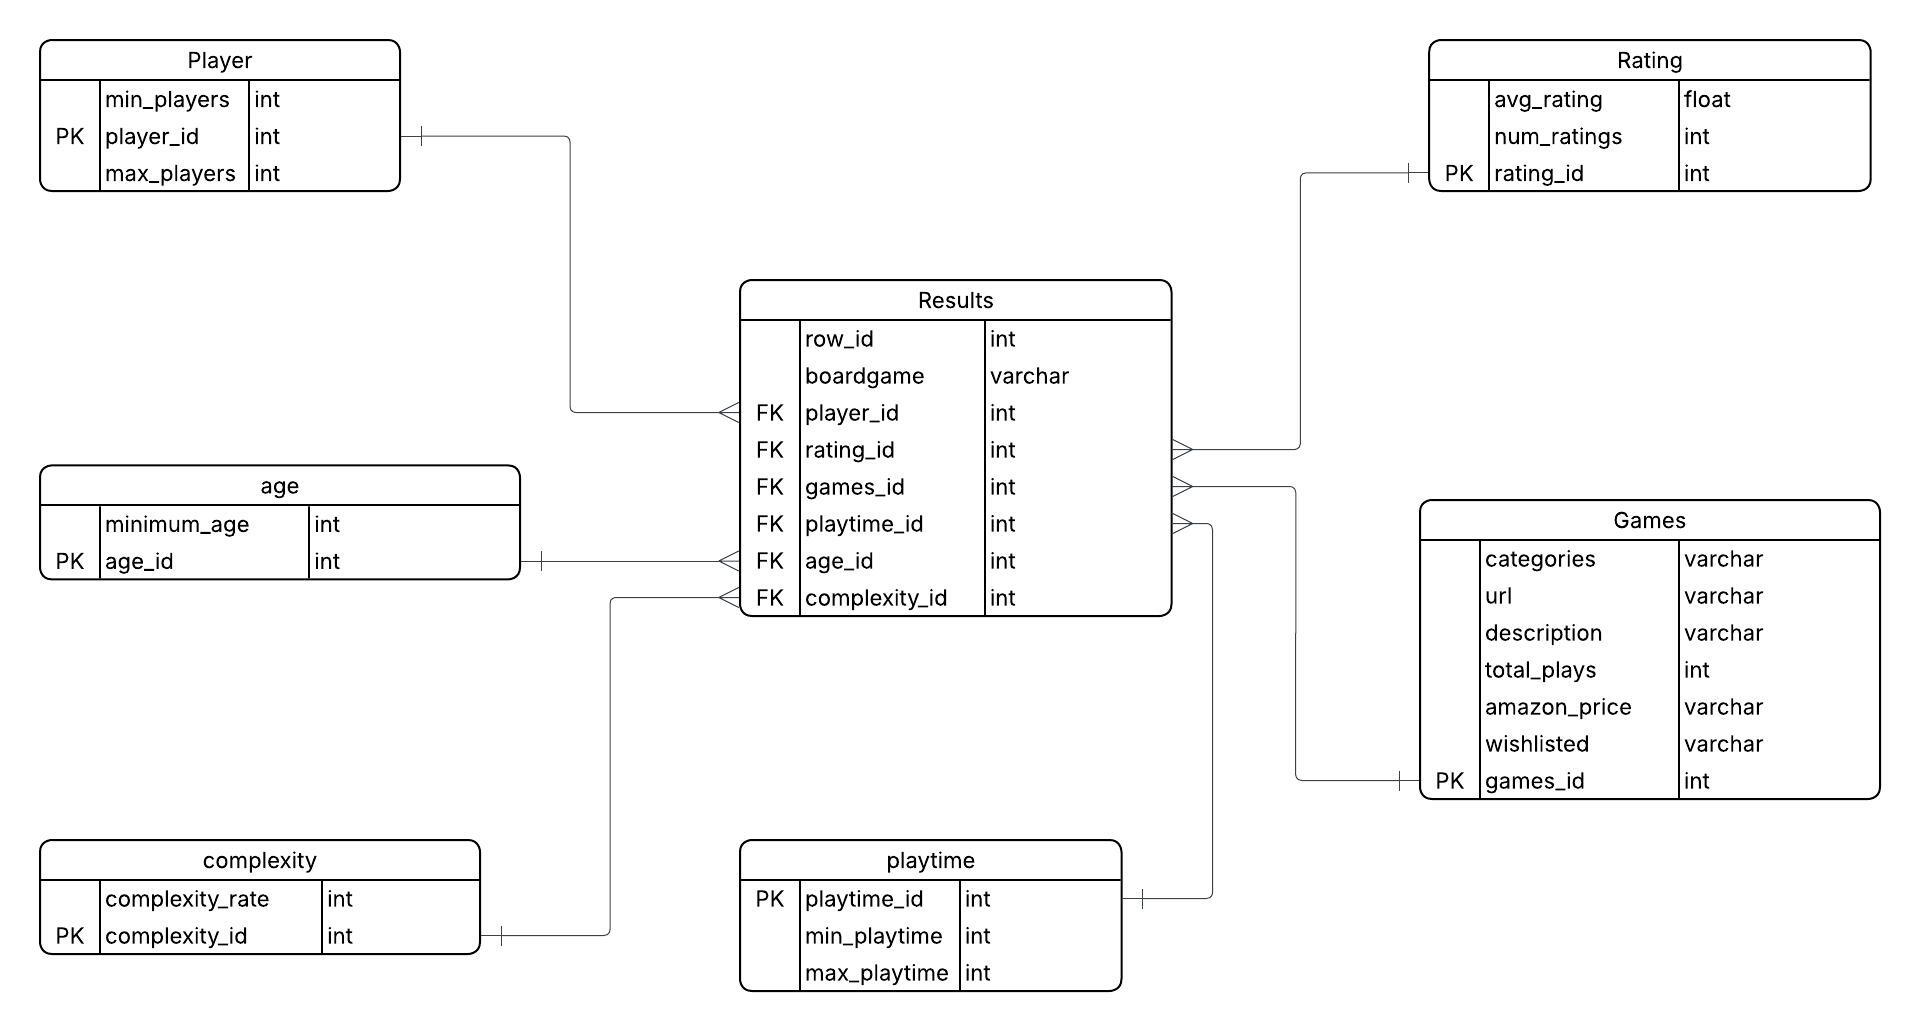 Player
min_players int
PK player_id int
max_players int
Rating
avg_rating float
num_ratings int
PK rating_id int
Results
row_id int
boardgame varchar
FK player_id int
FK rating_id int
FK games_id int
FK playtime_id int
FK age_id int
FK complexity_id int
age
minimum_age int
PK age_id int
Games
categories varchar
url varchar
description varchar
total_plays int
amazon_price varchar
wishlisted varchar
PK games_id int
complexity
complexity_rate int
PK complexity_id int
playtime
PK playtime_id int
min_playtime int
max_playtime int